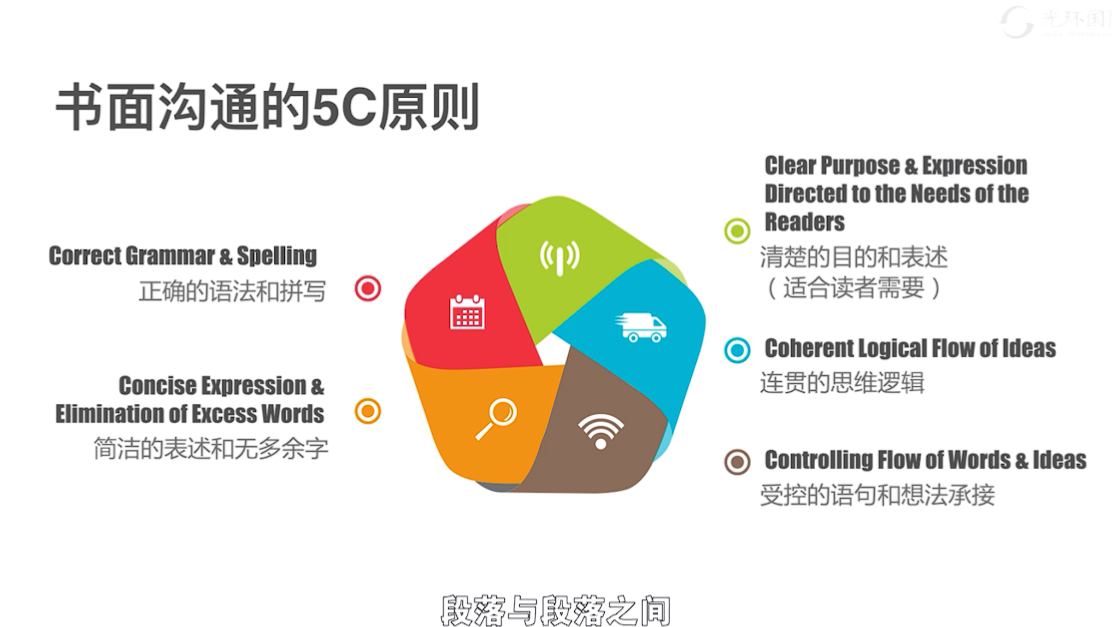 书面沟通的5C原则
Correct Grammar & Spelling
正确的语法和拼写
Concise Expression &
Elimination of Excess Words
简洁的表述和无多余字
Clear Purpose & Expression
Directed to the Needs of the
Readers
清楚的目的和表述
（适合读者需要）
Coherent Logical Flow of Ideas
连贯的思维逻辑
Controlling Flow of Words & Ideas
受控的语句和想法承接
段落与段落之间